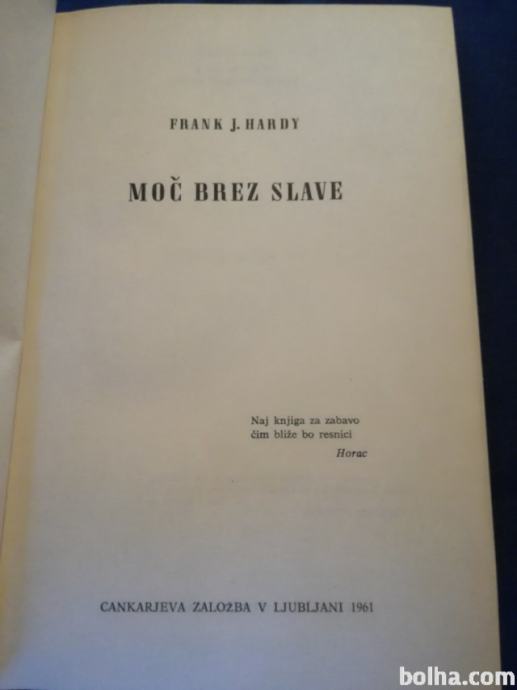 FRANK J. HARDY
MOČ BREZ SLAVE
Naj knjiga za zabavo
čim bliže bo resnici
Horac
CANKARJEVA ZALOŽBA V LJUBLJANI 1961
bolha.com